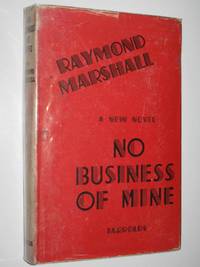 RAYMOND
MARSHALL
A NEW NOVEL
NO
BUSINESS
OF MINE
JARROLDS